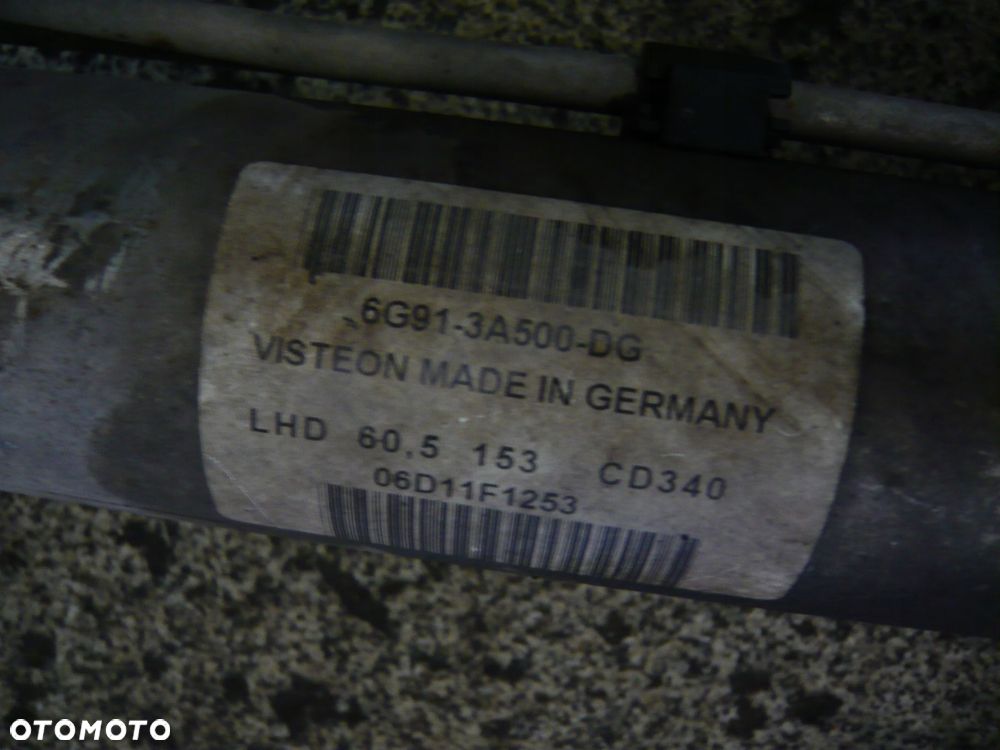 6G91-3A500-DG
VISTEON MADE IN GERMANY
LHD 60,5 153 CD340
06D11F1253
OTOMOTO